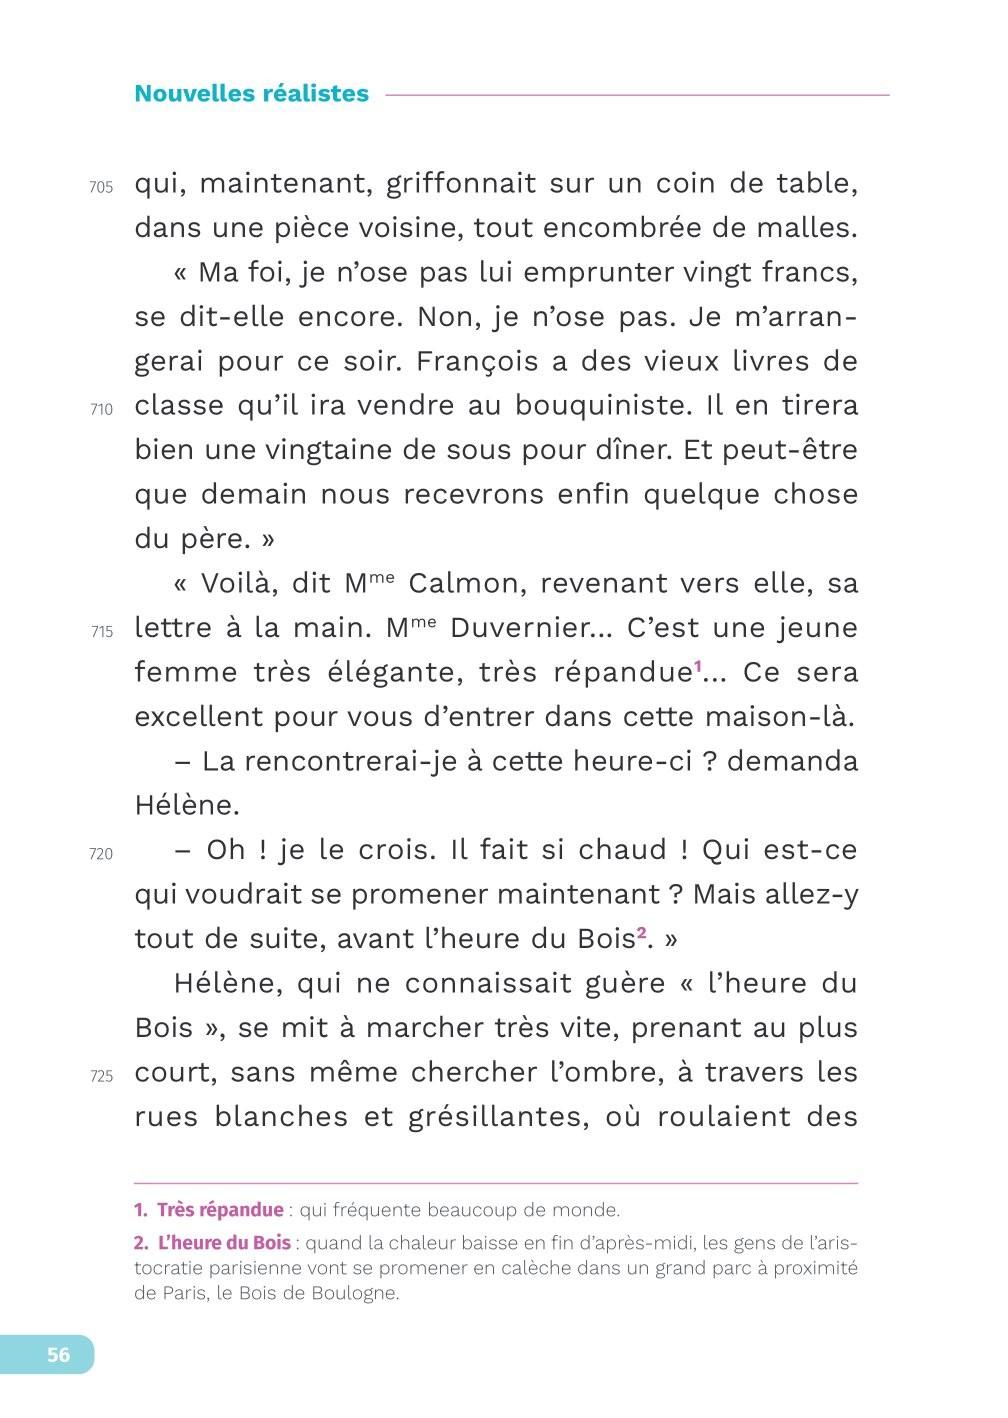 Nouvelles réalistes
705 qui, maintenant, griffonnait sur un coin de table,
dans une pièce voisine, tout encombrée de malles.
« Ma foi, je n’ose pas lui emprunter vingt francs,
se dit-elle encore. Non, je n’ose pas. Je m’arran-
gerai pour ce soir. François a des vieux livres de
710 classe qu’il ira vendre au bouquiniste. Il en tirera
bien une vingtaine de sous pour dîner. Et peut-être
que demain nous recevrons enfin quelque chose
du père. »
« Voilà, dit Mme Calmon, revenant vers elle, sa
715 lettre à la main. Mme Duvernier... C’est une jeune
femme très élégante, très répandue1... Ce sera
excellent pour vous d’entrer dans cette maison-là.
– La rencontrerai-je à cette heure-ci ? demanda
Hélène.
720 – Oh ! je le crois. Il fait si chaud ! Qui est-ce
qui voudrait se promener maintenant ? Mais allez-y
tout de suite, avant l’heure du Bois2. »
Hélène, qui ne connaissait guère « l’heure du
Bois », se mit à marcher très vite, prenant au plus
725 court, sans même chercher l’ombre, à travers les
rues blanches et grésillantes, où roulaient des
1. Très répandue : qui fréquente beaucoup de monde.
2. L’heure du Bois : quand la chaleur baisse en fin d’après-midi, les gens de l’aris-
tocratie parisienne vont se promener en calèche dans un grand parc à proximité
de Paris, le Bois de Boulogne.
56